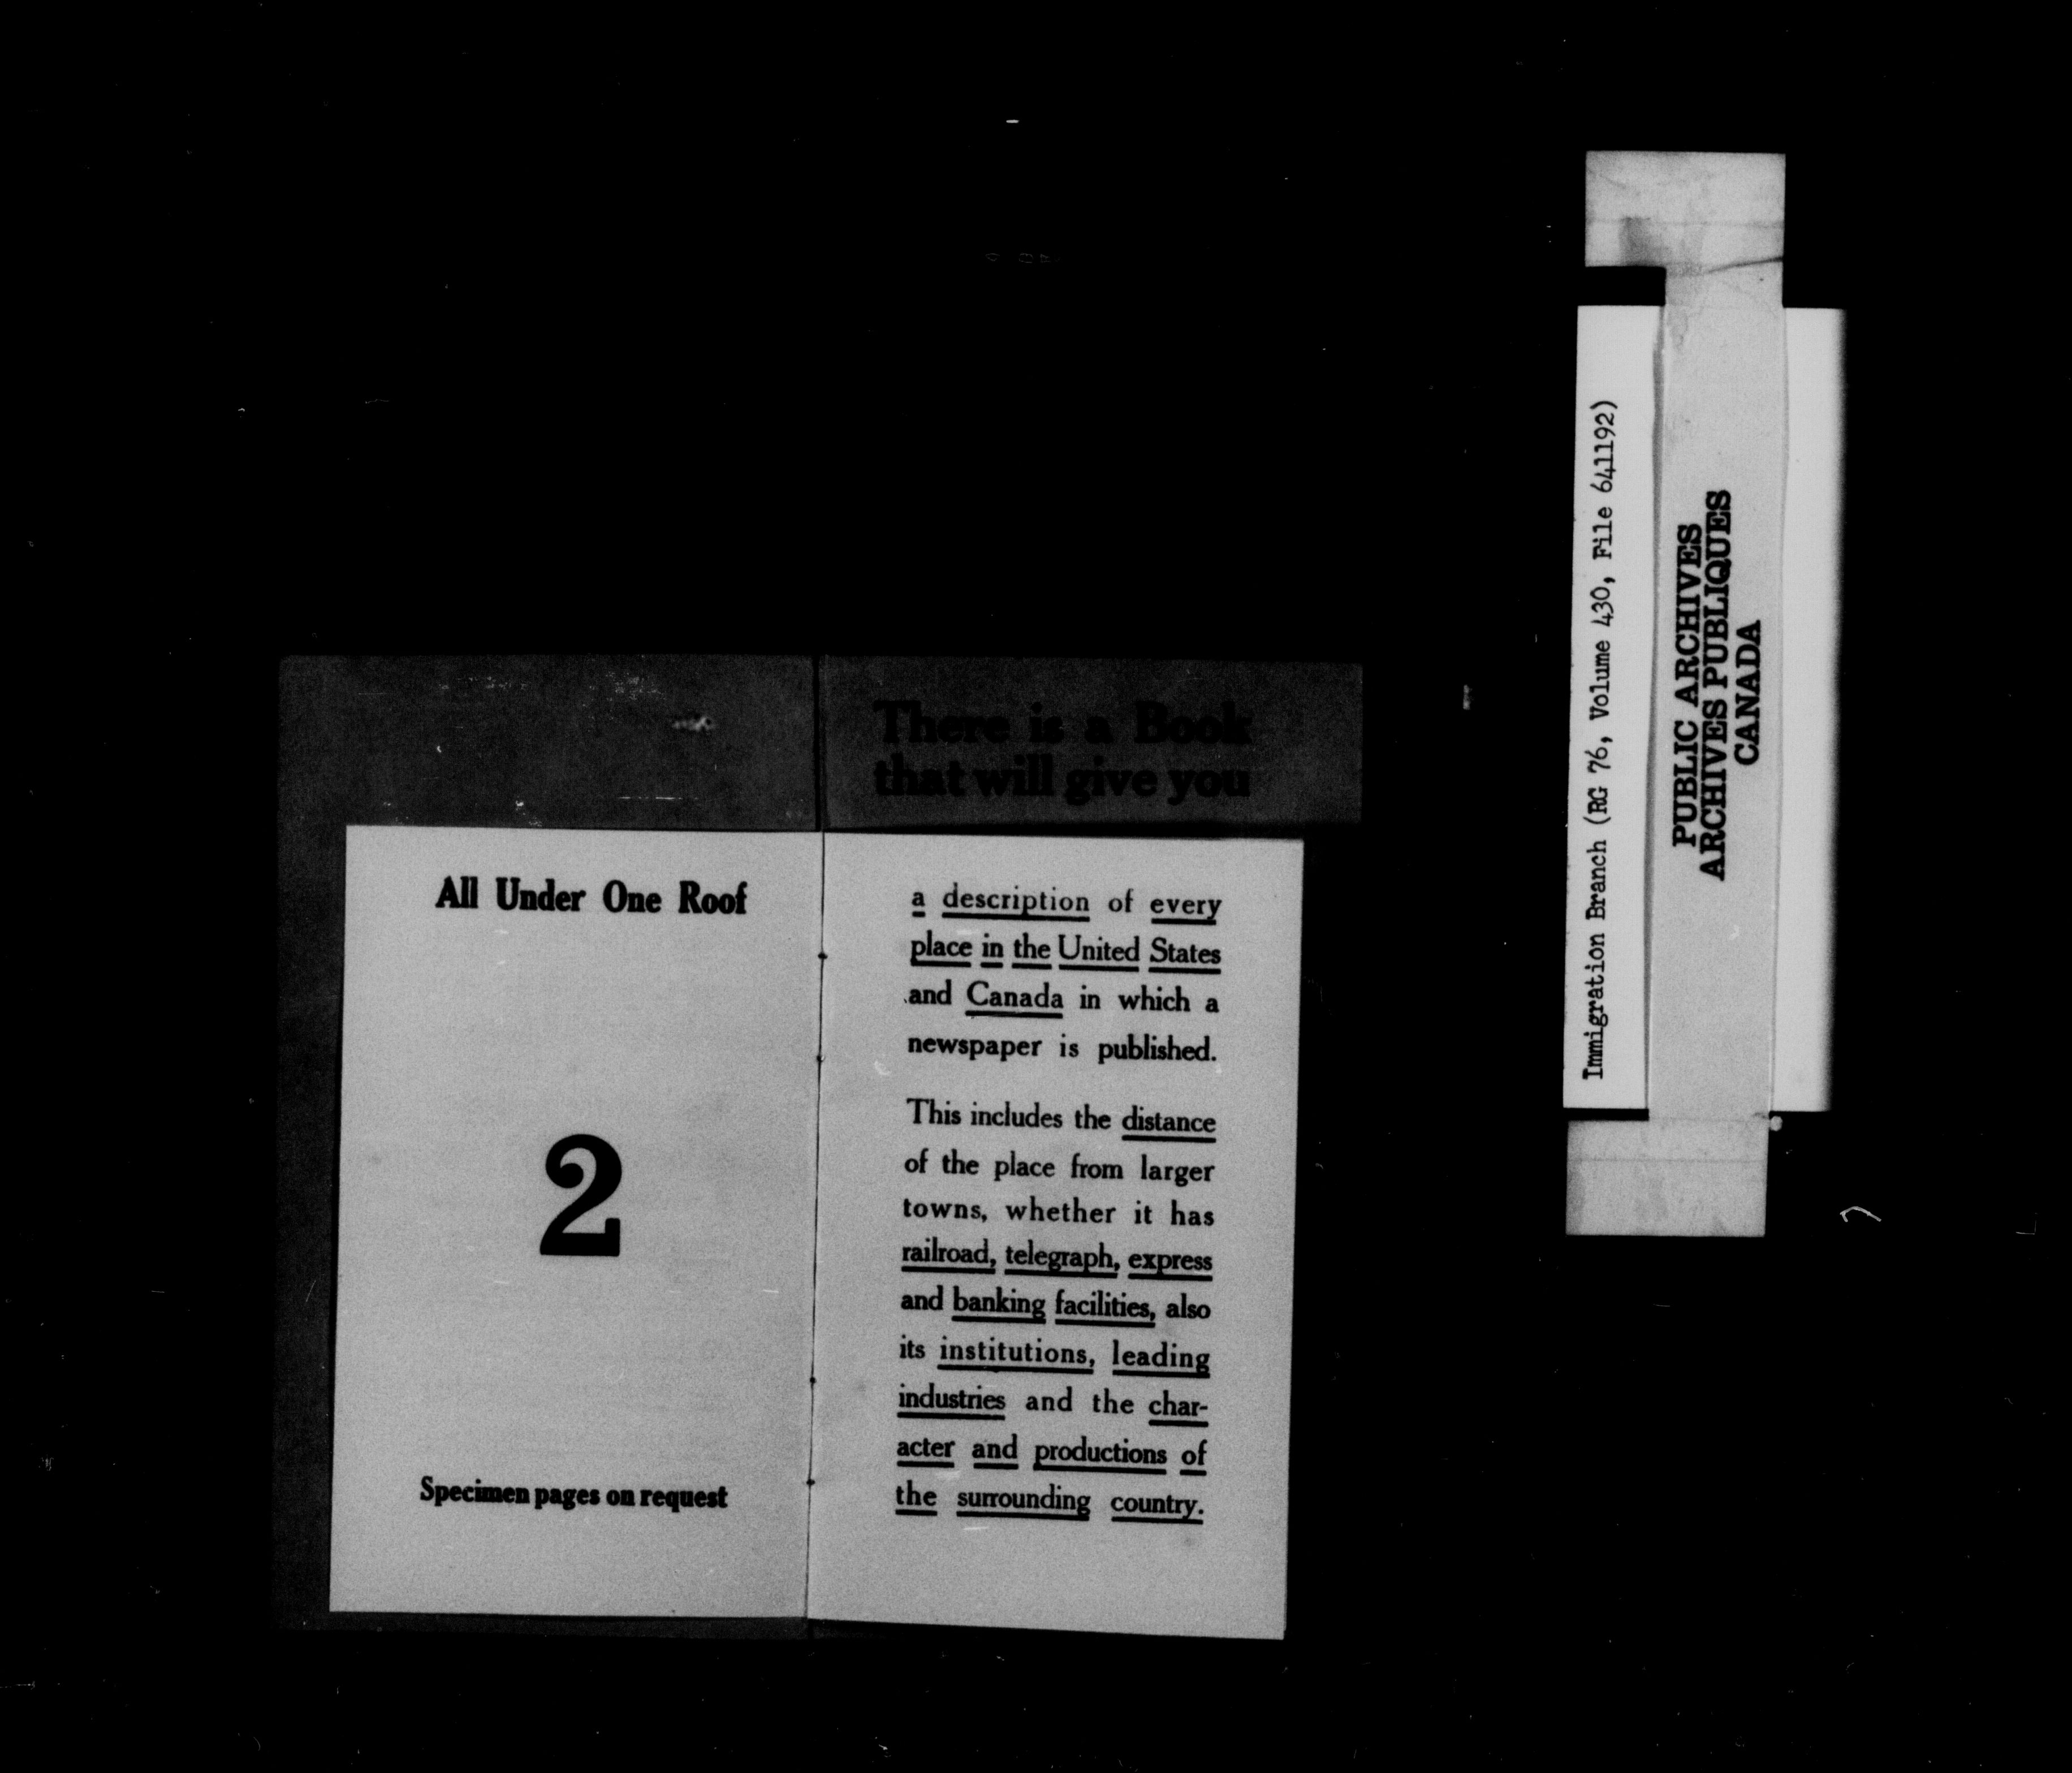 There is a Book
that will give you
All Under One Roof
2
Specimen pages on request
a description of every
place in the United States
and Canada in which a
newspaper is published.
This includes the distance
of the place from larger
towns, whether it has
railroad, telegraph, express
and banking facilities, also
its institutions, leading
industries and the char-
acter and productions of
the surrounding country.
Immigration Branch (RG 76, Volume 430, File 641192)
PUBLIC ARCHIVES
ARCHIVES PUBLIQUES
CANADA